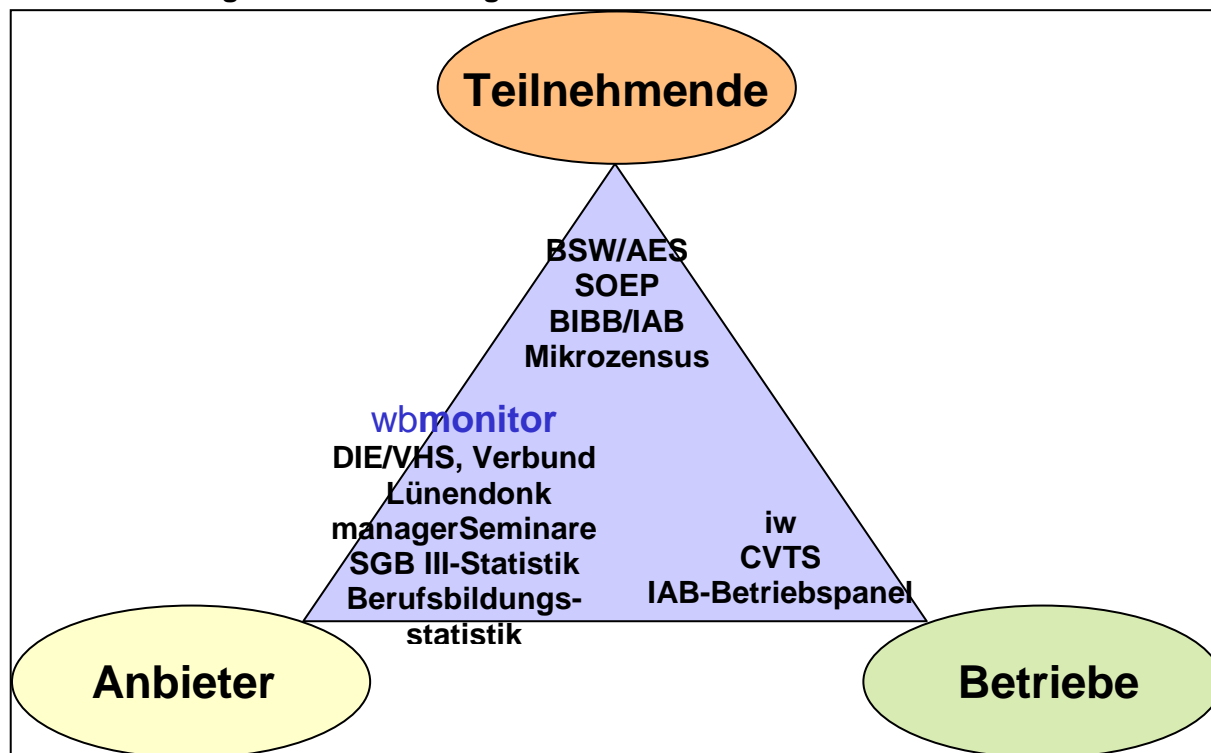 Teilnehmende
BSW/AES
SOEP
BIBB/IAB
Mikrozensus
wbmonitor
DIE/VHS, Verbund
Lünendonk
managerSeminare
SGB III-Statistik
Berufsbildungs-
statistik
iw
CVTS
IAB-Betriebspanel
Anbieter
Betriebe